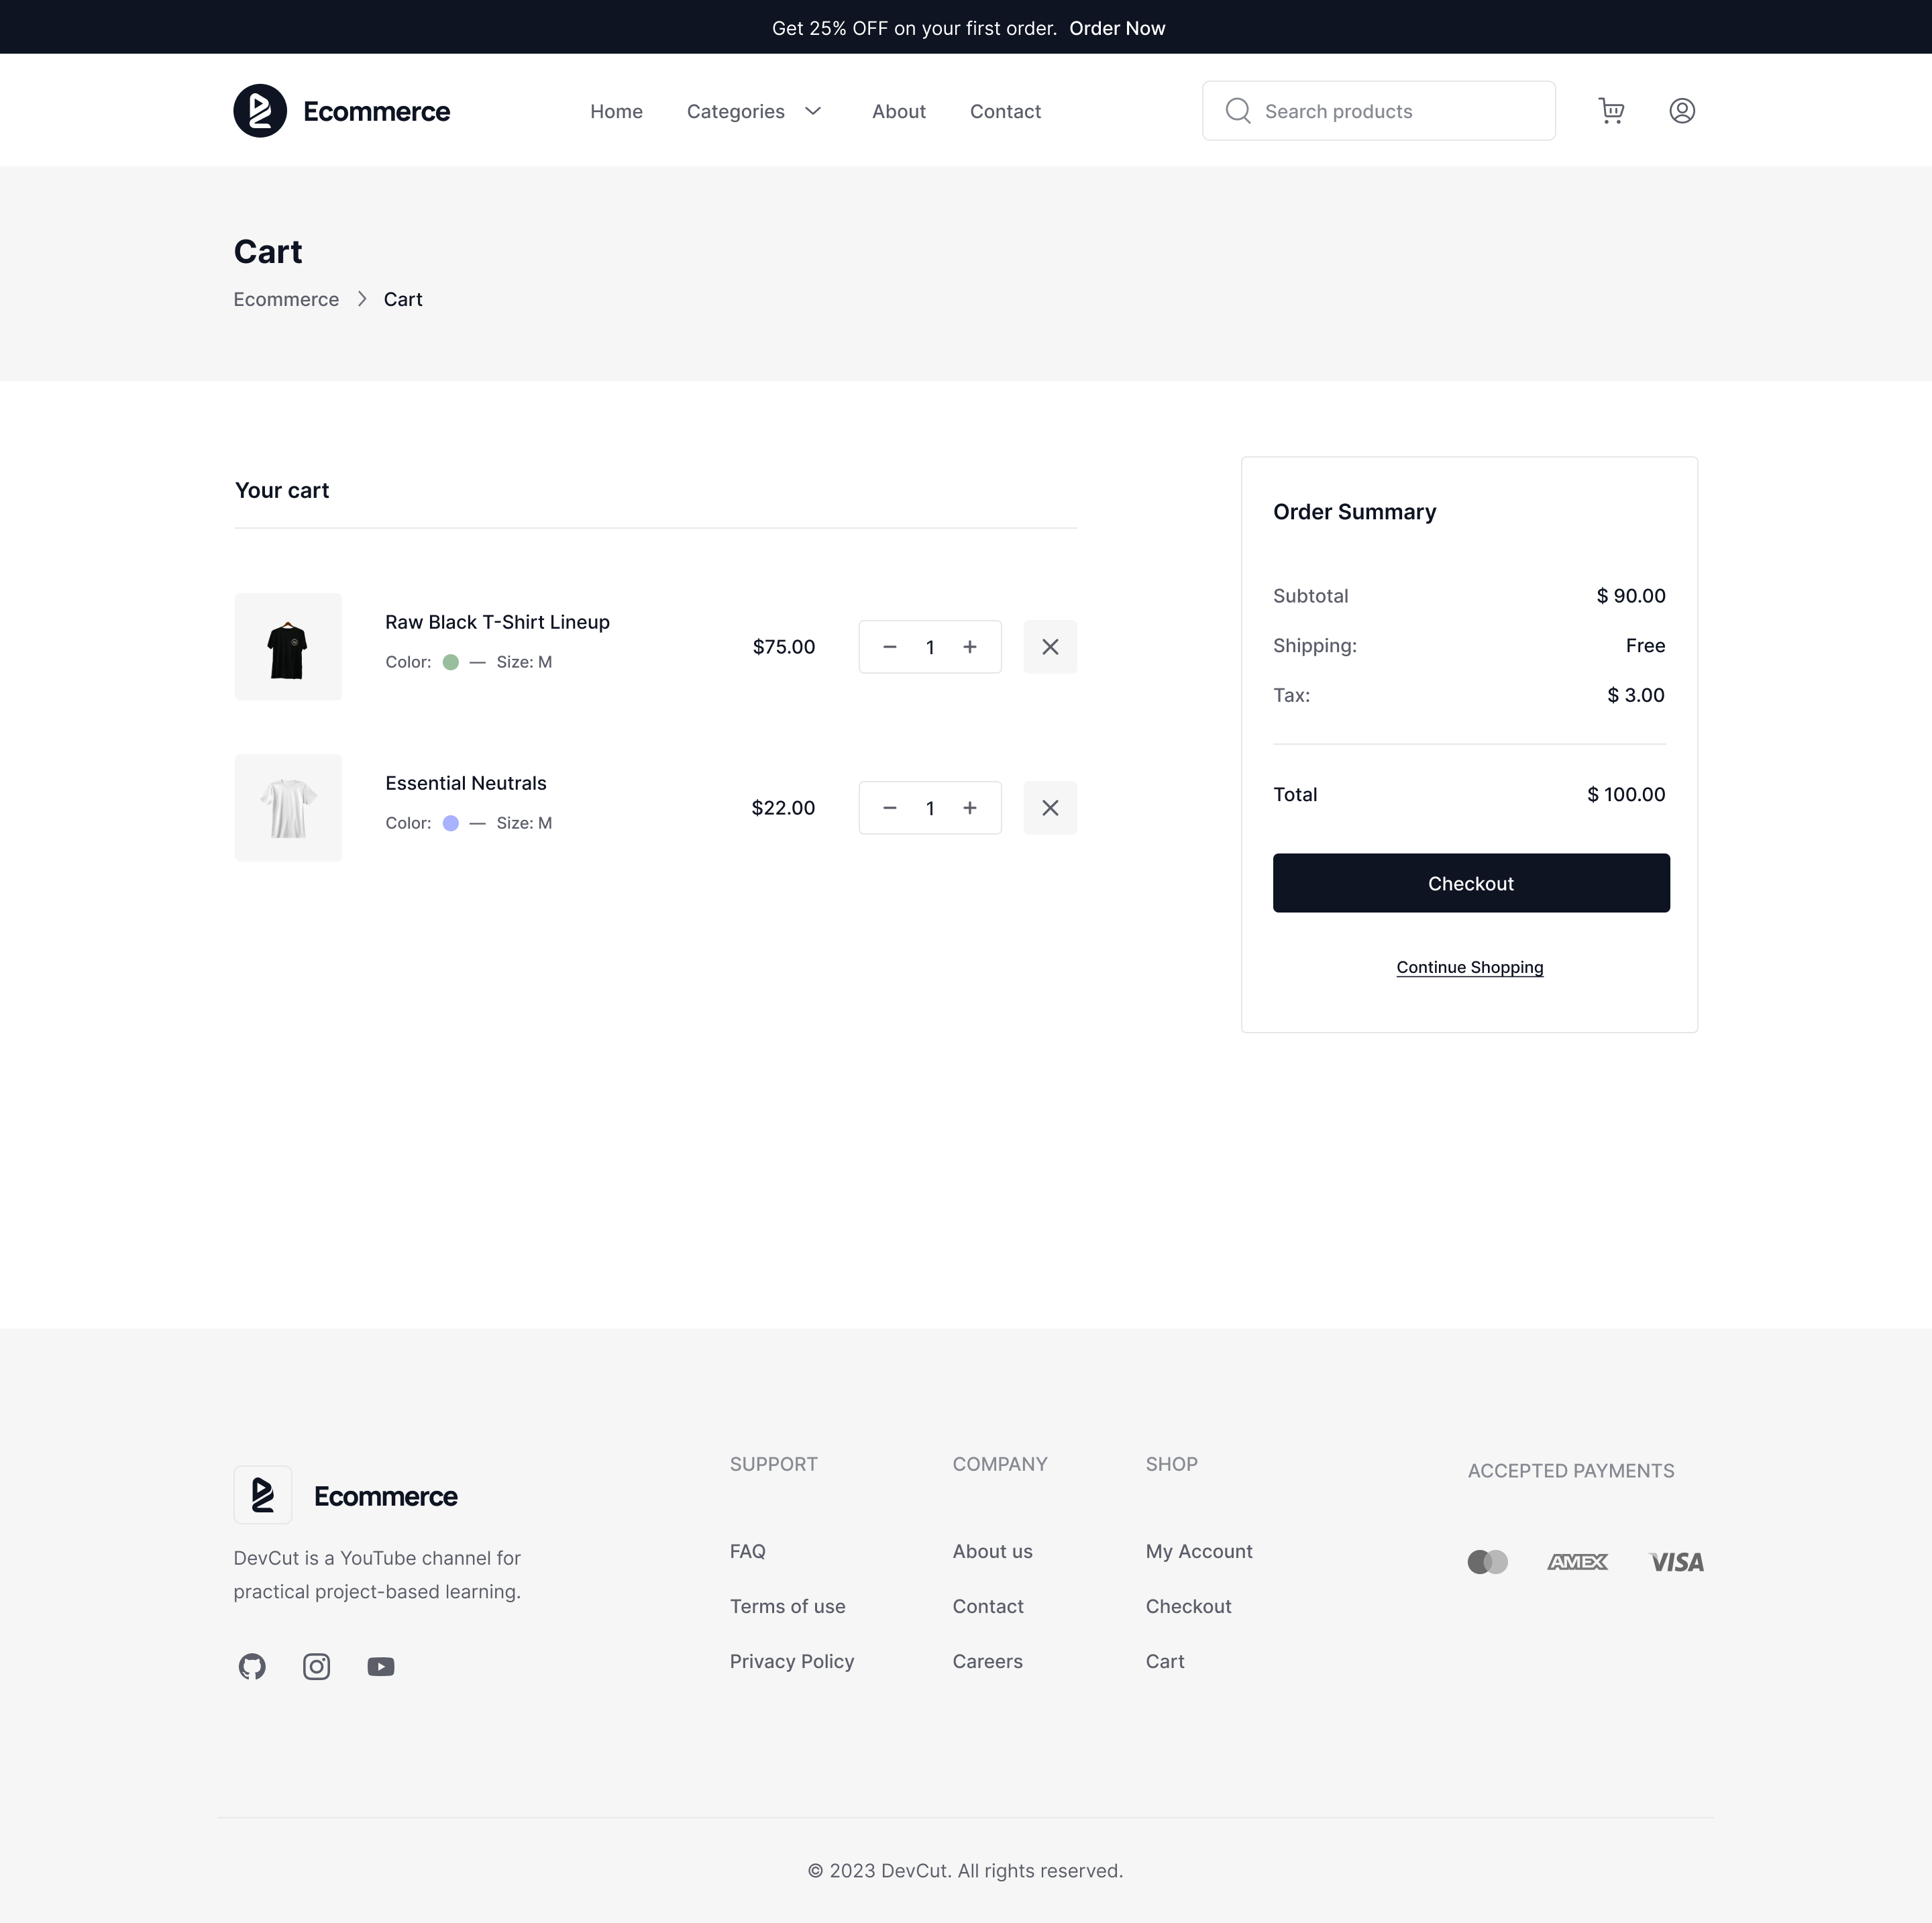 Get 25% OFF on your first order. Order Now
Ecommerce
Home Categories About Contact
Search products
Cart
Ecommerce Cart
Your cart
Raw Black T-Shirt Lineup
Color: — Size: M
$75.00
1
Essential Neutrals
Color: — Size: M
$22.00
1
Order Summary
Subtotal $ 90.00
Shipping: Free
Tax: $ 3.00
Total $ 100.00
Checkout
Continue Shopping
Ecommerce
DevCut is a YouTube channel for
practical project-based learning.
SUPPORT
FAQ
Terms of use
Privacy Policy
COMPANY
About us
Contact
Careers
SHOP
My Account
Checkout
Cart
ACCEPTED PAYMENTS
AMEX VISA
© 2023 DevCut. All rights reserved.